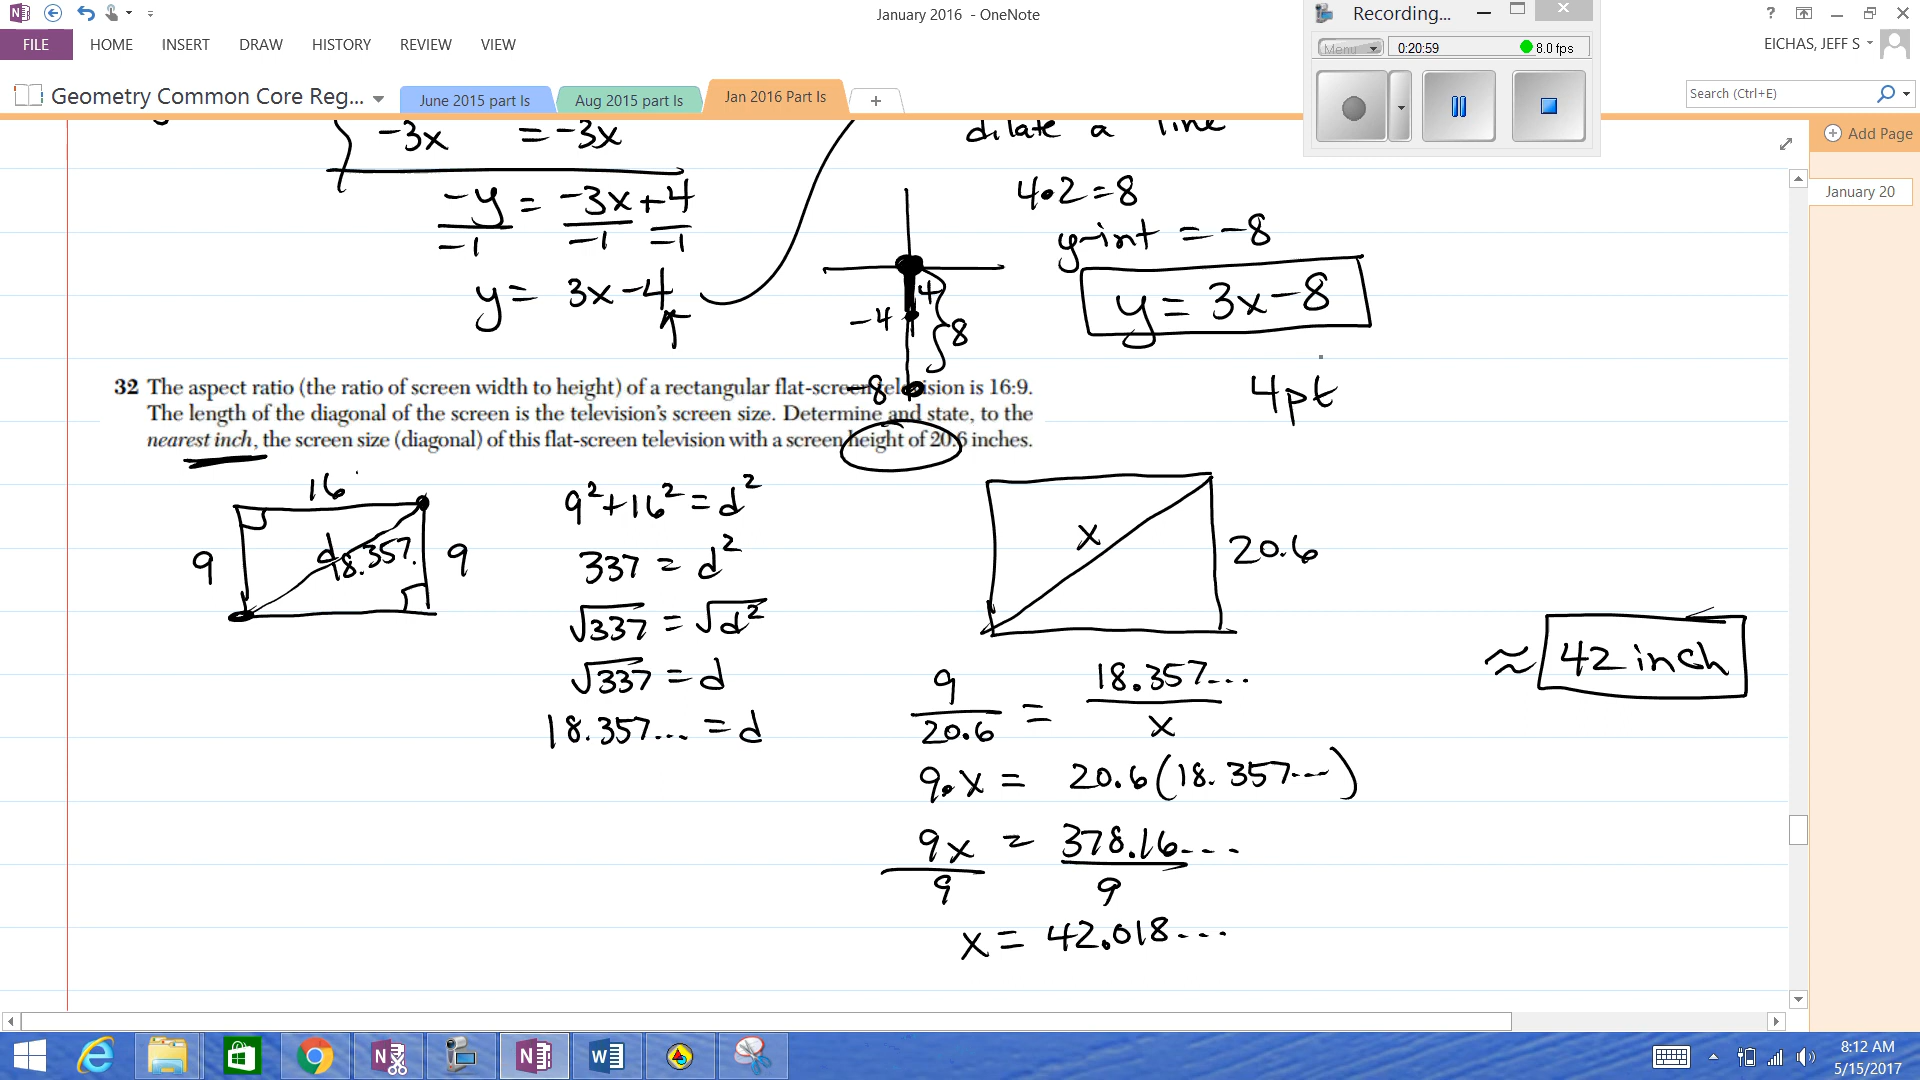 January 2016 - OneNote
Recording...
Menu
0:20:59
8.0 fps
FILE HOME INSERT DRAW HISTORY REVIEW VIEW
EICHAS, JEFF S
Geometry Common Core Reg...
June 2015 part Is
Aug 2015 part Is
Jan 2016 Part Is
Search (Ctrl+E)
Add Page
January 20
-3x = -3x
dilate a line
-y = -3x+4
-1 -1 -1
y = 3x-4
4
-4
8
-8
4•2=8
y-int = -8
y = 3x-8
4pt
32 The aspect ratio (the ratio of screen width to height) of a rectangular flat-screen television is 16:9.
The length of the diagonal of the screen is the television's screen size. Determine and state, to the
nearest inch, the screen size (diagonal) of this flat-screen television with a screen height of 20.6 inches.
16
9
d
18.357.
9
9²+16² = d²
337 = d²
√337 = √d²
√337 = d
18.357... = d
x
20.6
9/20.6 = 18.357.../x
9•x = 20.6(18.357...)
9x = 378.16...
9 9
x = 42.018...
≈ 42 inch
8:12 AM
5/15/2017